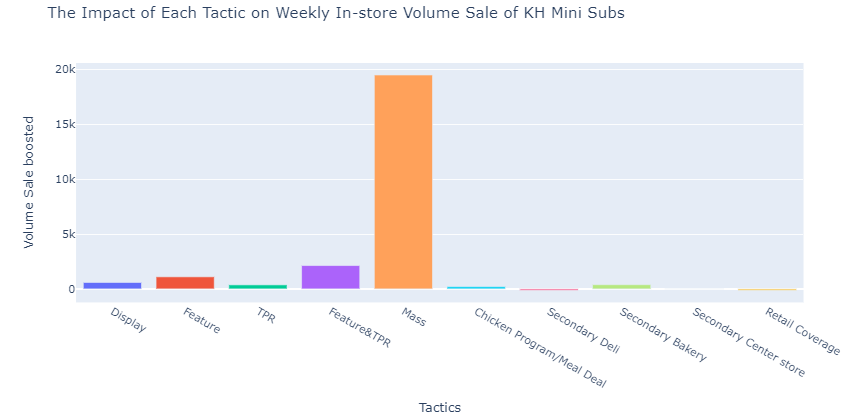 The Impact of Each Tactic on Weekly In-store Volume Sale of KH Mini Subs
Volume Sale boosted
20k
15k
10k
5k
0
Display
Feature
TPR
Feature&TPR
Mass
Chicken Program/Meal Deal
Secondary Deli
Secondary Bakery
Secondary Center store
Retail Coverage
Tactics